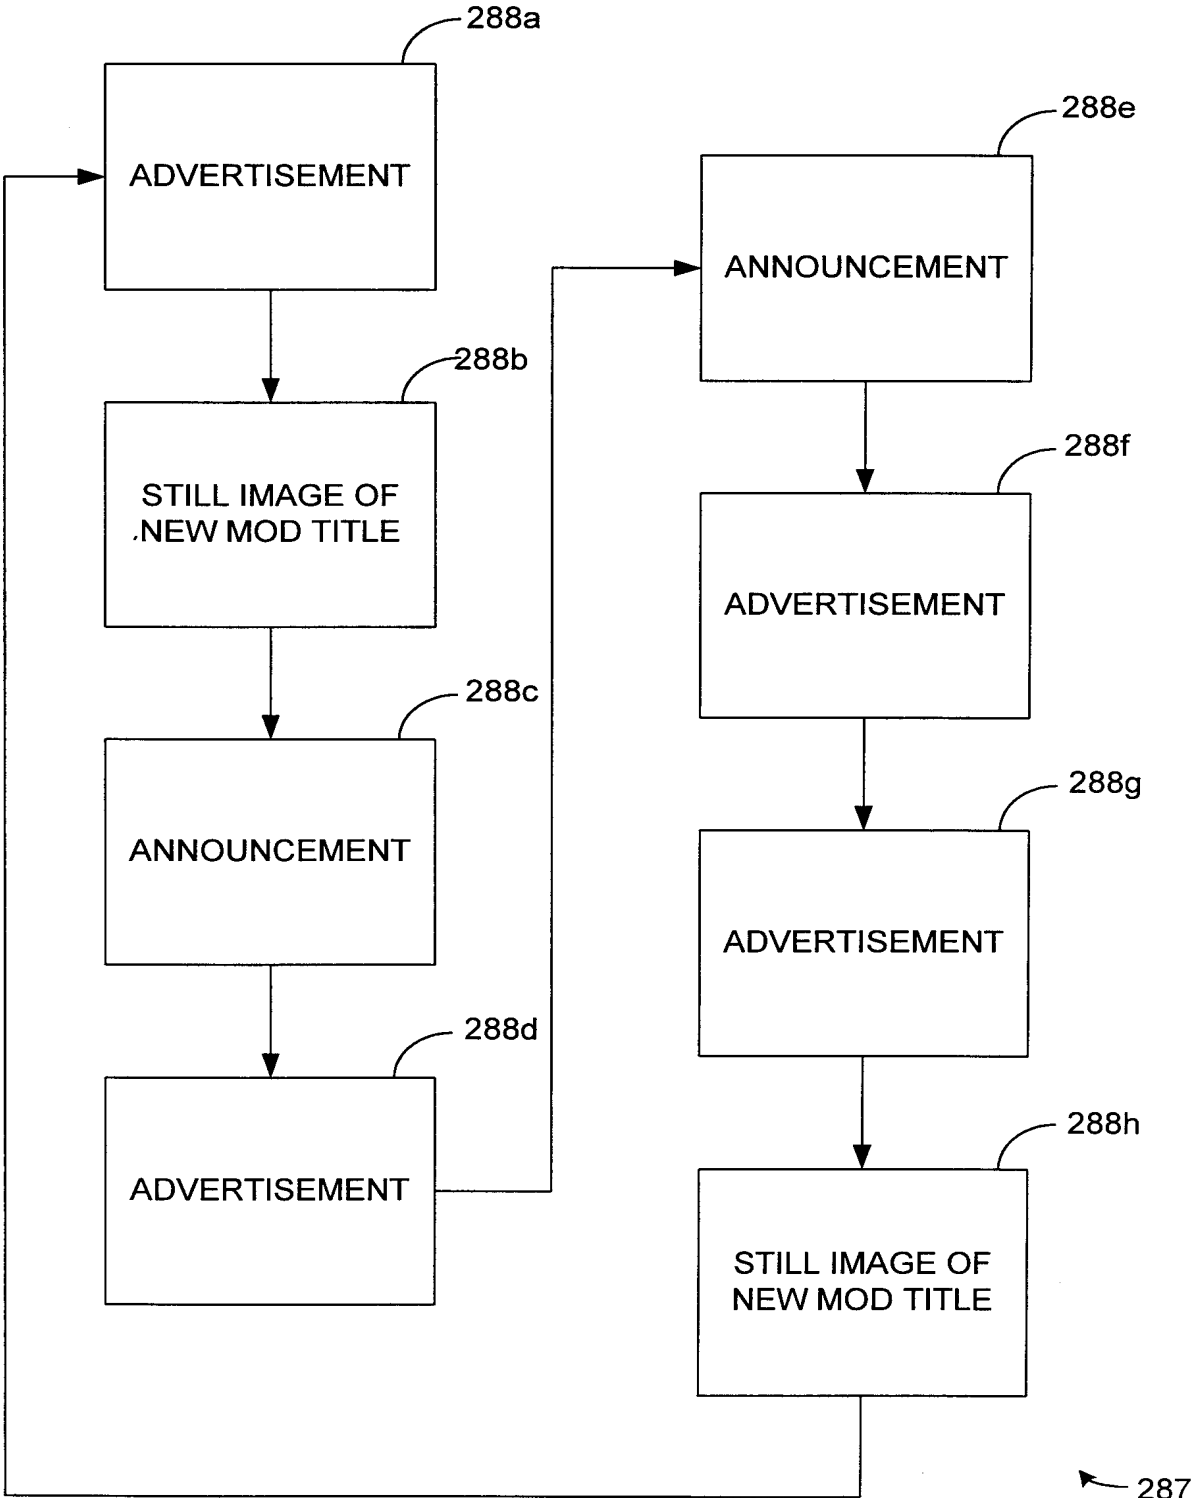 288a
ADVERTISEMENT
288b
STILL IMAGE OF
NEW MOD TITLE
288c
ANNOUNCEMENT
288d
ADVERTISEMENT
288e
ANNOUNCEMENT
288f
ADVERTISEMENT
288g
ADVERTISEMENT
288h
STILL IMAGE OF
NEW MOD TITLE
287